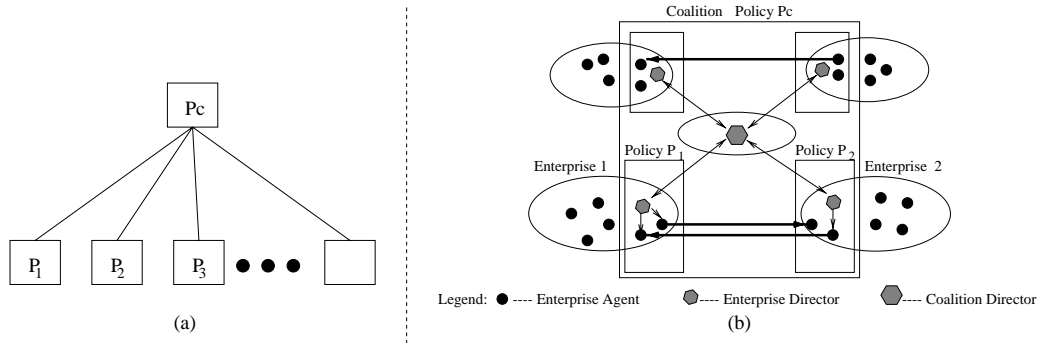 Coalition Policy Pc
Pc
Policy P1
Policy P2
Enterprise 1
Enterprise 2
P1
P2
P3
Legend: ---- Enterprise Agent ---- Enterprise Director ---- Coalition Director
(a)
(b)